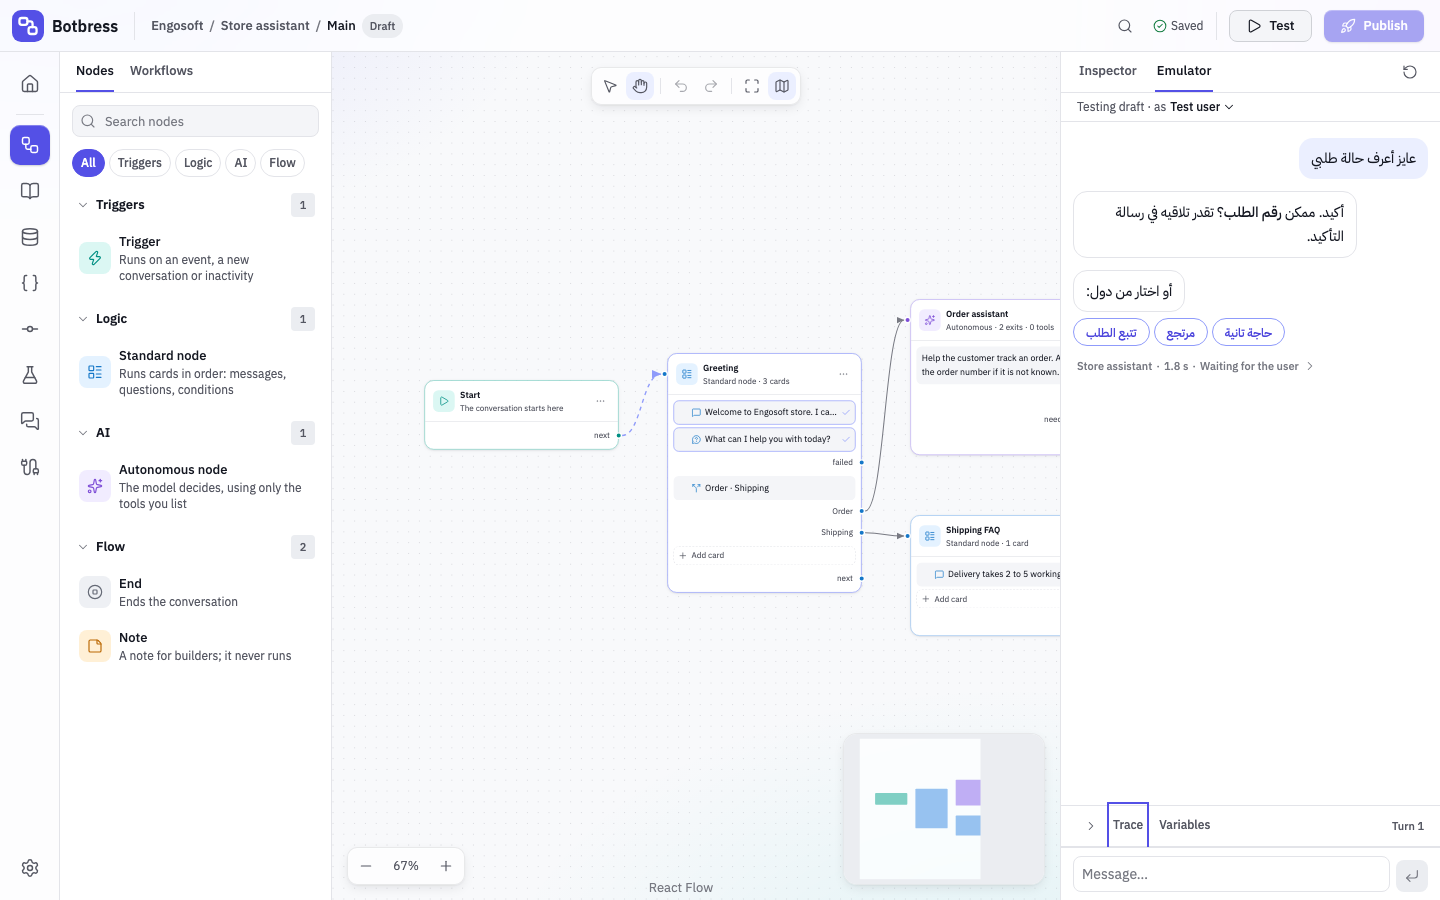 Botbress
Engosoft / Store assistant / Main Draft
Saved
Test
Publish
Nodes
Workflows
Search nodes
All
Triggers
Logic
AI
Flow
Triggers
1
Trigger
Runs on an event, a new
conversation or inactivity
Logic
1
Standard node
Runs cards in order: messages,
questions, conditions
AI
1
Autonomous node
The model decides, using only the
tools you list
Flow
2
End
Ends the conversation
Note
A note for builders; it never runs
Start
The conversation starts here
next
Greeting
Standard node · 3 cards
Welcome to Engosoft store. I ca...
What can I help you with today?
failed
Order · Shipping
Order
Shipping
+ Add card
next
Order assistant
Autonomous · 2 exits · 0 tools
Help the customer track an order. A
the order number if it is not known.
need
Shipping FAQ
Standard node · 1 card
Delivery takes 2 to 5 working
+ Add card
67%
React Flow
Inspector
Emulator
Testing draft · as Test user
عايز أعرف حالة طلبي
أكيد. ممكن رقم الطلب؟ تقدر تلاقيه في رسالة
التأكيد.
أو اختار من دول:
حاجة تانية
مرتجع
تتبع الطلب
Store assistant · 1.8 s · Waiting for the user
Trace
Variables
Turn 1
Message...